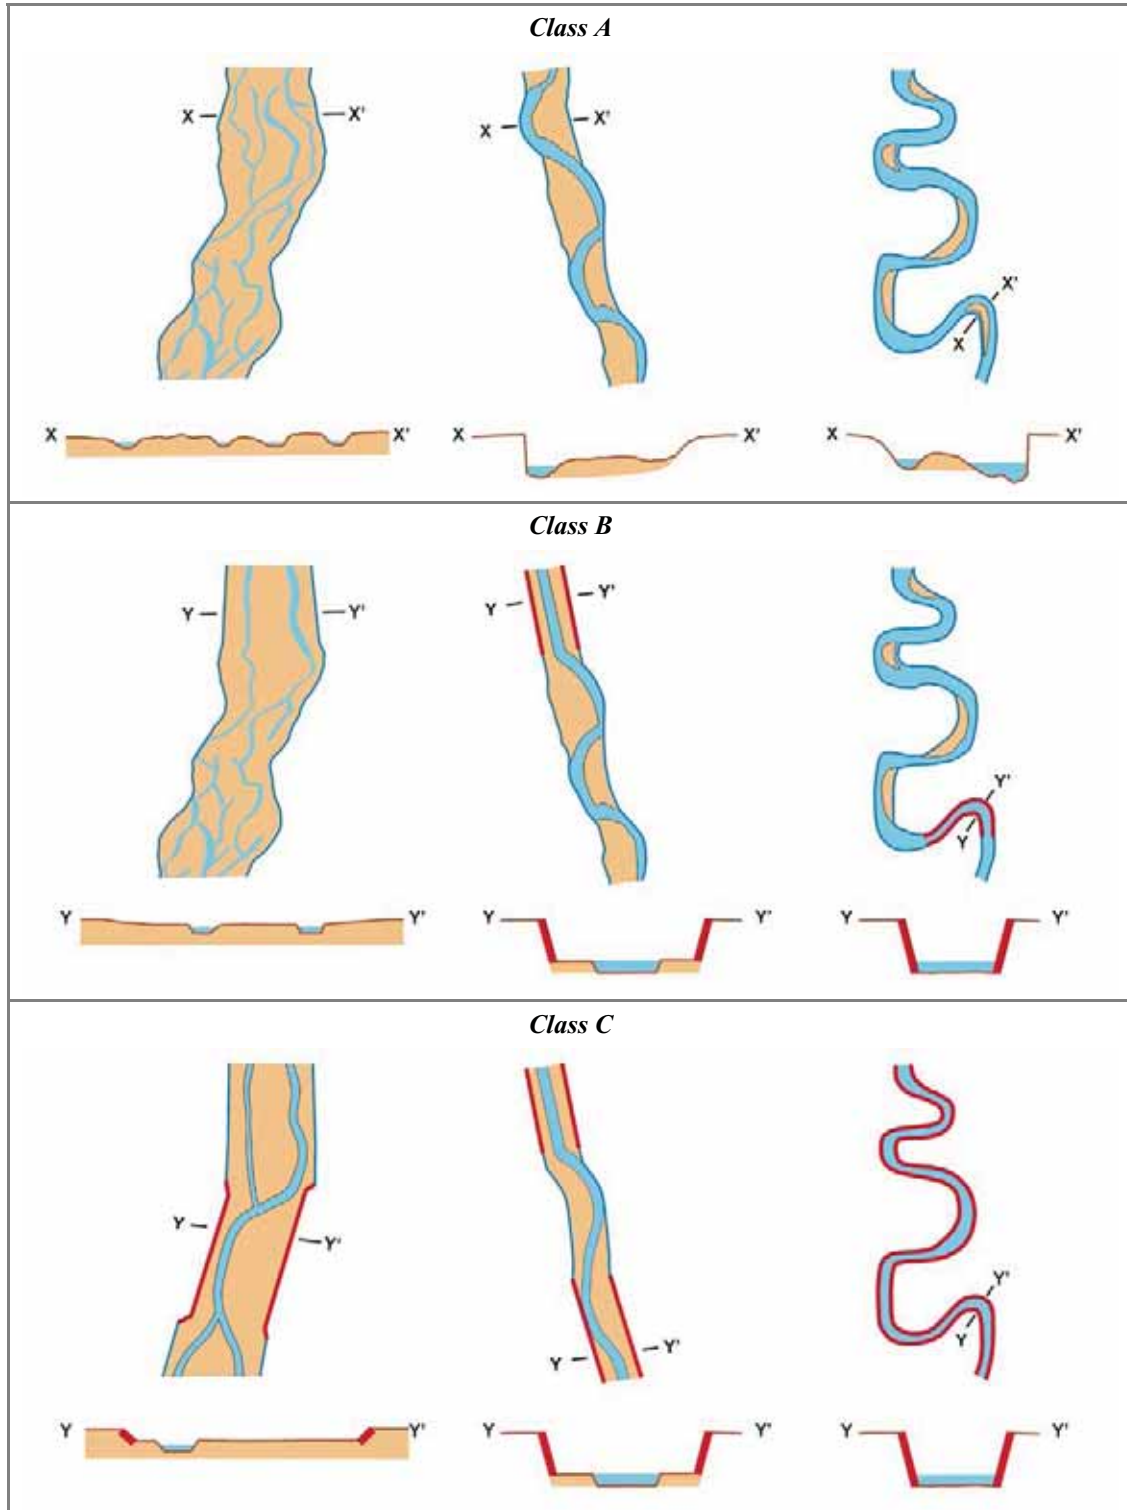 Class A
X X' X X'
X'
X
X X' X X' X X'
Class B
Y Y' Y Y'
Y'
Y
Y Y' Y Y' Y Y'
Class C
Y Y'
Y'
Y
Y Y'
Y Y' Y Y' Y Y'